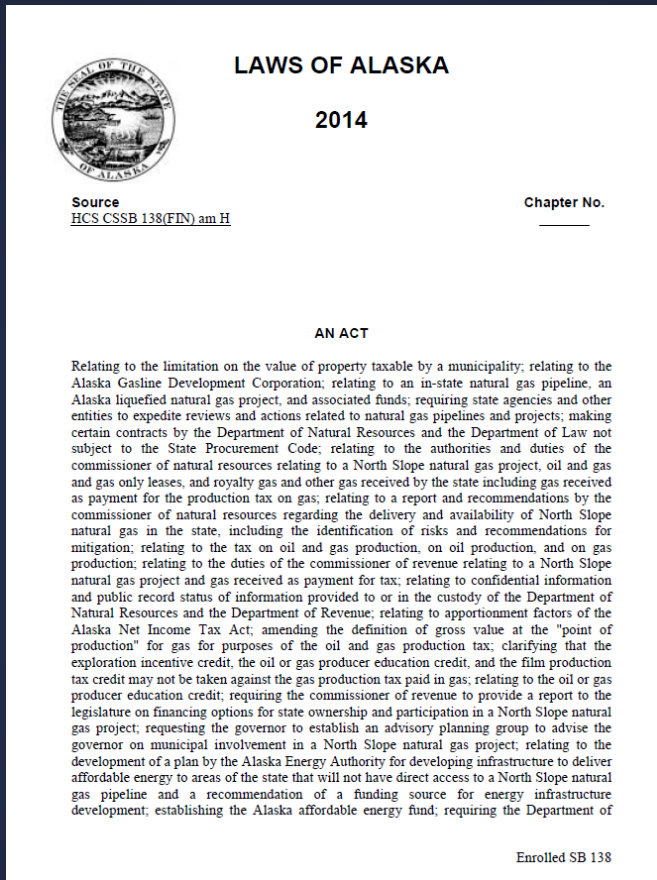 THE SEAL OF THE STATE
OF ALASKA
LAWS OF ALASKA
2014
Source
HCS CSSB 138(FIN) am H
Chapter No.
AN ACT
Relating to the limitation on the value of property taxable by a municipality; relating to the
Alaska Gasline Development Corporation; relating to an in-state natural gas pipeline, an
Alaska liquefied natural gas project, and associated funds; requiring state agencies and other
entities to expedite reviews and actions related to natural gas pipelines and projects; making
certain contracts by the Department of Natural Resources and the Department of Law not
subject to the State Procurement Code; relating to the authorities and duties of the
commissioner of natural resources relating to a North Slope natural gas project, oil and gas
and gas only leases, and royalty gas and other gas received by the state including gas received
as payment for the production tax on gas; relating to a report and recommendations by the
commissioner of natural resources regarding the delivery and availability of North Slope
natural gas in the state, including the identification of risks and recommendations for
mitigation; relating to the tax on oil and gas production, on oil production, and on gas
production; relating to the duties of the commissioner of revenue relating to a North Slope
natural gas project and gas received as payment for tax; relating to confidential information
and public record status of information provided to or in the custody of the Department of
Natural Resources and the Department of Revenue; relating to apportionment factors of the
Alaska Net Income Tax Act; amending the definition of gross value at the "point of
production" for gas for purposes of the oil and gas production tax; clarifying that the
exploration incentive credit, the oil or gas producer education credit, and the film production
tax credit may not be taken against the gas production tax paid in gas; relating to the oil or gas
producer education credit; requiring the commissioner of revenue to provide a report to the
legislature on financing options for state ownership and participation in a North Slope natural
gas project; requesting the governor to establish an advisory planning group to advise the
governor on municipal involvement in a North Slope natural gas project; relating to the
development of a plan by the Alaska Energy Authority for developing infrastructure to deliver
affordable energy to areas of the state that will not have direct access to a North Slope natural
gas pipeline and a recommendation of a funding source for energy infrastructure
development; establishing the Alaska affordable energy fund; requiring the Department of
Enrolled SB 138